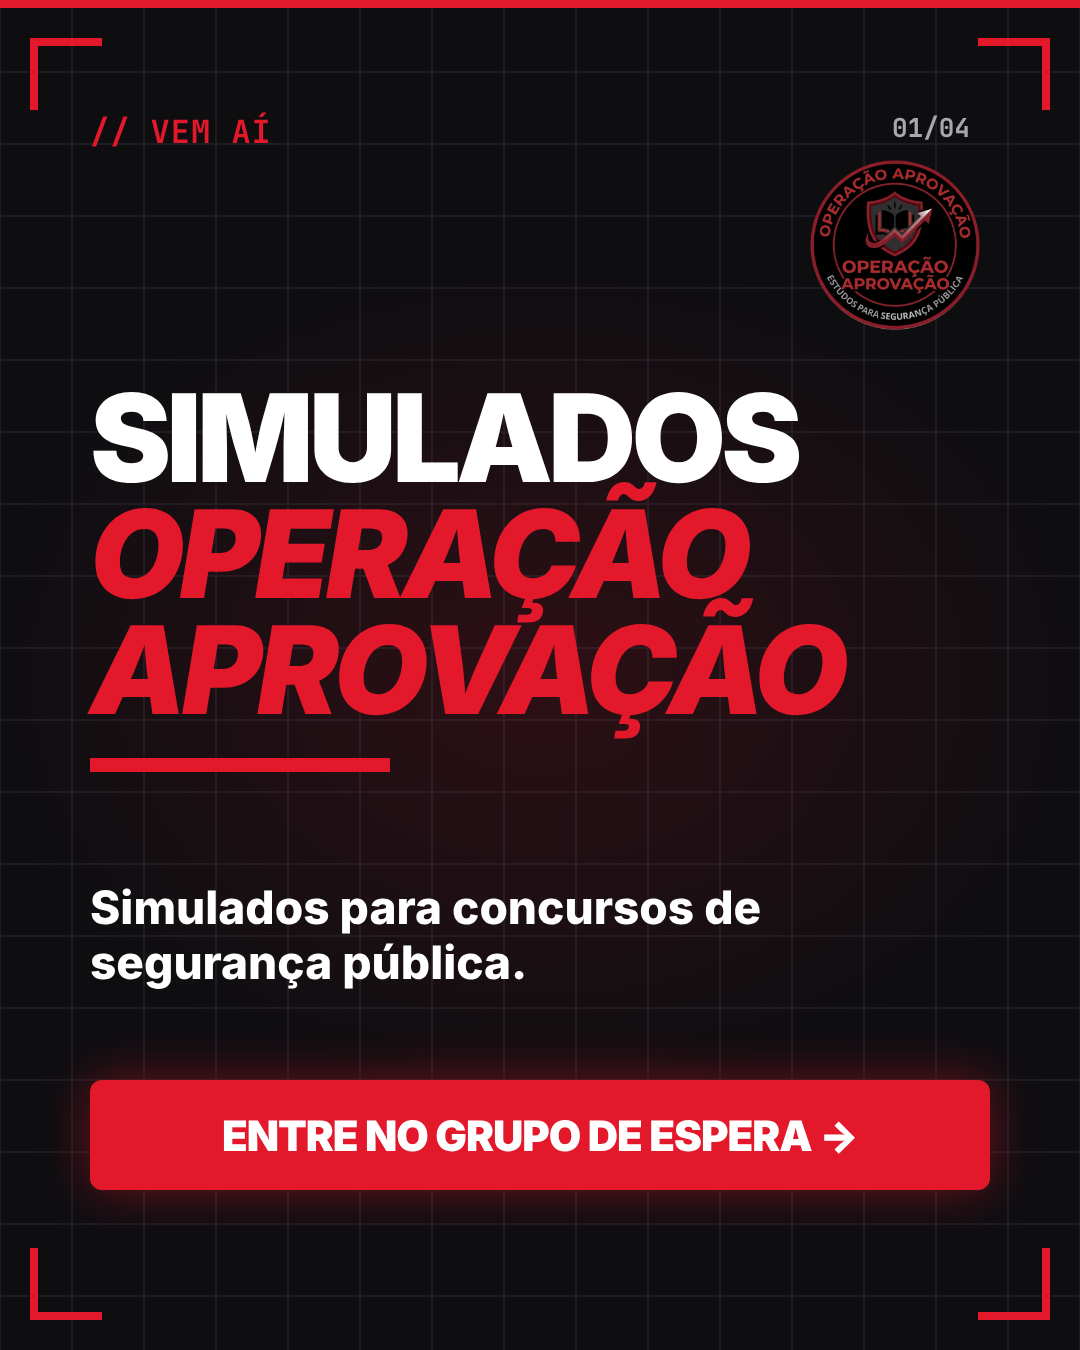 // VEM AÍ
01/04
OPERAÇÃO APROVAÇÃO
OPERAÇÃO
APROVAÇÃO
ESTUDOS PARA SEGURANÇA PÚBLICA
SIMULADOS
OPERAÇÃO
APROVAÇÃO
Simulados para concursos de
segurança pública.
ENTRE NO GRUPO DE ESPERA →